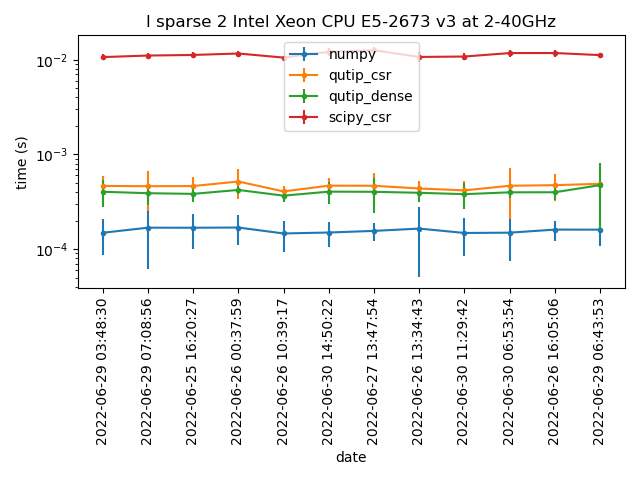 l sparse 2 Intel Xeon CPU E5-2673 v3 at 2-40GHz
time (s)
10⁻²
10⁻³
10⁻⁴
numpy
qutip_csr
qutip_dense
scipy_csr
2022-06-29 03:48:30
2022-06-29 07:08:56
2022-06-25 16:20:27
2022-06-26 00:37:59
2022-06-26 10:39:17
2022-06-30 14:50:22
2022-06-27 13:47:54
2022-06-26 13:34:43
2022-06-30 11:29:42
2022-06-30 06:53:54
2022-06-26 16:05:06
2022-06-29 06:43:53
date